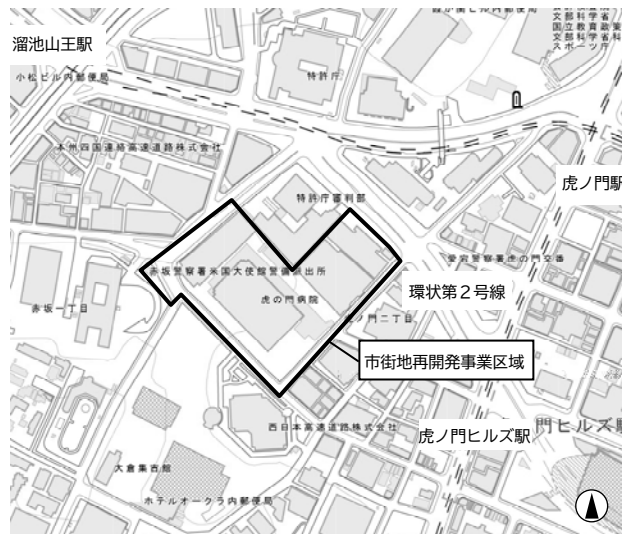 文部科学省
国立教育政策
文部科学省
スポーツ庁
溜池山王駅
小松ビル内郵便局
特許庁
本州四国連絡高速道路株式会社
虎ノ門駅
特許庁審判部
愛宕警察署虎の門交番
赤坂警察署米国大使館警備派出所
環状第2号線
赤坂一丁目
虎の門病院
虎ノ門二丁目
市街地再開発事業区域
西日本高速道路株式会社
虎ノ門ヒルズ駅
門ヒルズ駅
大倉集古館
ホテルオークラ内郵便局